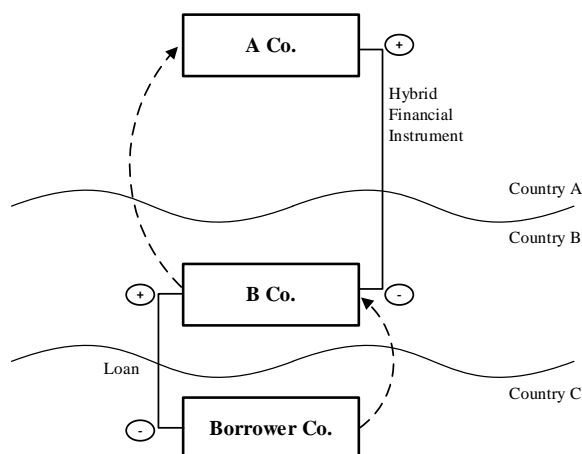 A Co.
+
Hybrid
Financial
Instrument
Country A
Country B
+
B Co.
-
Loan
Country C
-
Borrower Co.